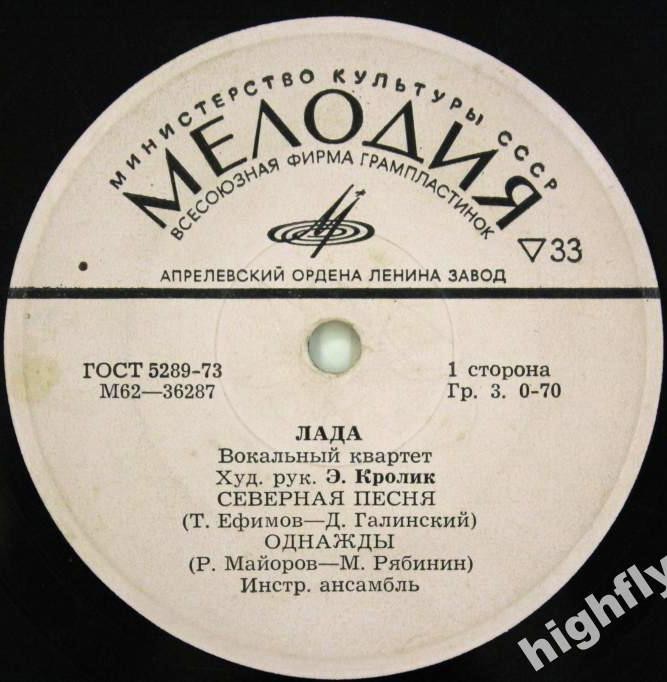 МИНИСТЕРСТВО КУЛЬТУРЫ СССР
МЕЛОДИЯ
ВСЕСОЮЗНАЯ ФИРМА ГРАМПЛАСТИНОК
▽33
АПРЕЛЕВСКИЙ ОРДЕНА ЛЕНИНА ЗАВОД
ГОСТ 5289-73
М62—36287
1 сторона
Гр. 3. 0-70
ЛАДА
Вокальный квартет
Худ. рук. Э. Кролик
СЕВЕРНАЯ ПЕСНЯ
(Т. Ефимов—Д. Галинский)
ОДНАЖДЫ
(Р. Майоров—М. Рябинин)
Инстр. ансамбль
highfly